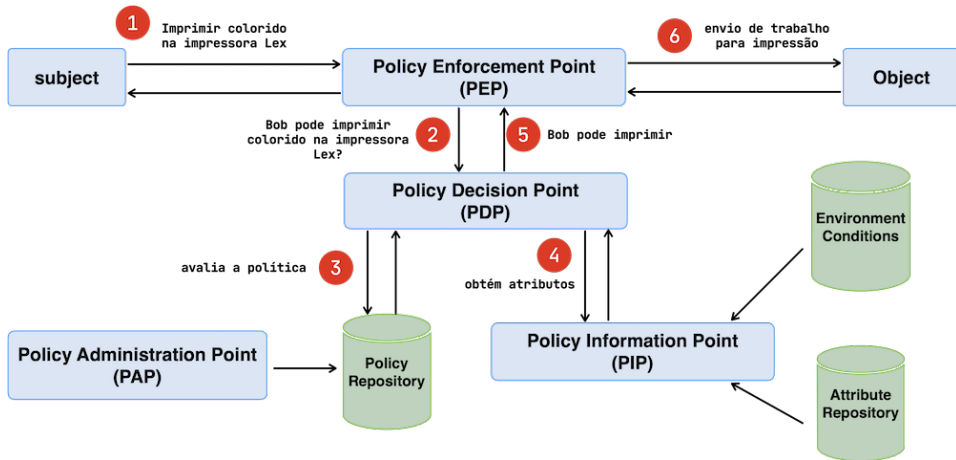 1
Imprimir colorido
na impressora Lex
6
envio de trabalho
para impressão
subject
Policy Enforcement Point
(PEP)
Object
Bob pode imprimir
colorido na impressora
Lex?
2
5
Bob pode imprimir
Policy Decision Point
(PDP)
Environment
Conditions
avalia a política
3
4
obtém atributos
Policy Administration Point
(PAP)
Policy
Repository
Policy Information Point
(PIP)
Attribute
Repository